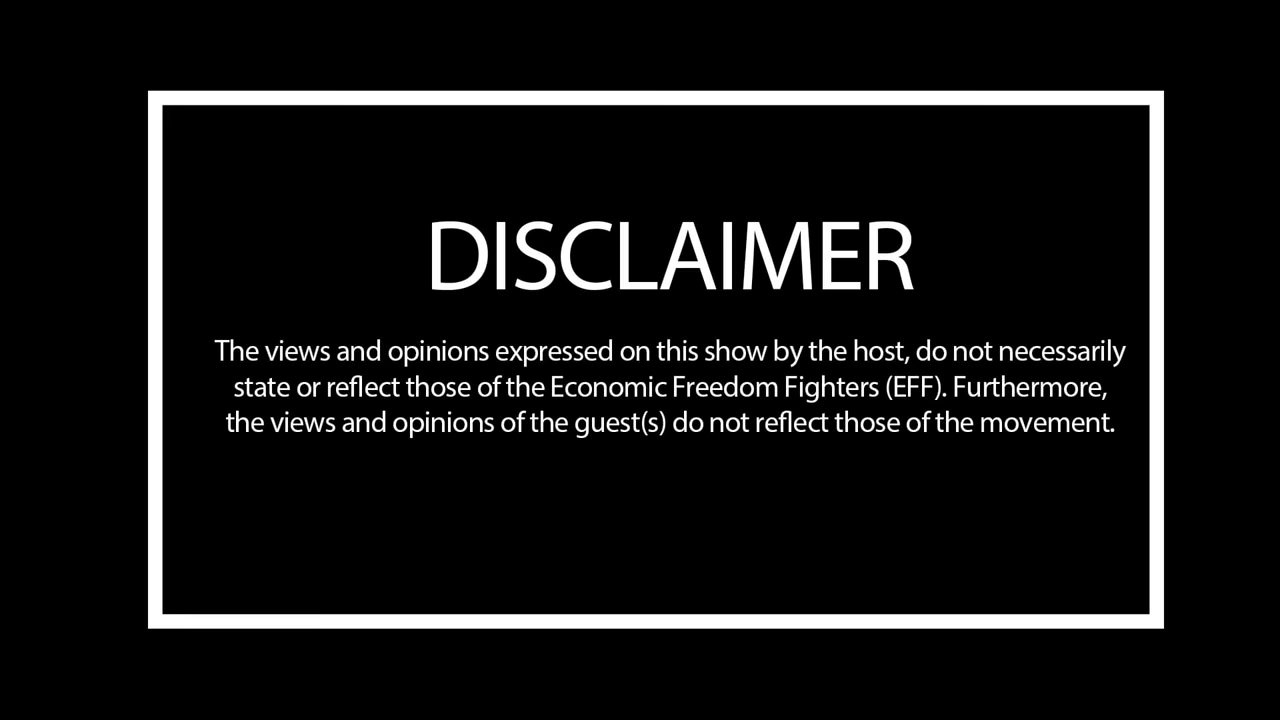 DISCLAIMER
The views and opinions expressed on this show by the host, do not necessarily
state or reflect those of the Economic Freedom Fighters (EFF). Furthermore,
the views and opinions of the guest(s) do not reflect those of the movement.